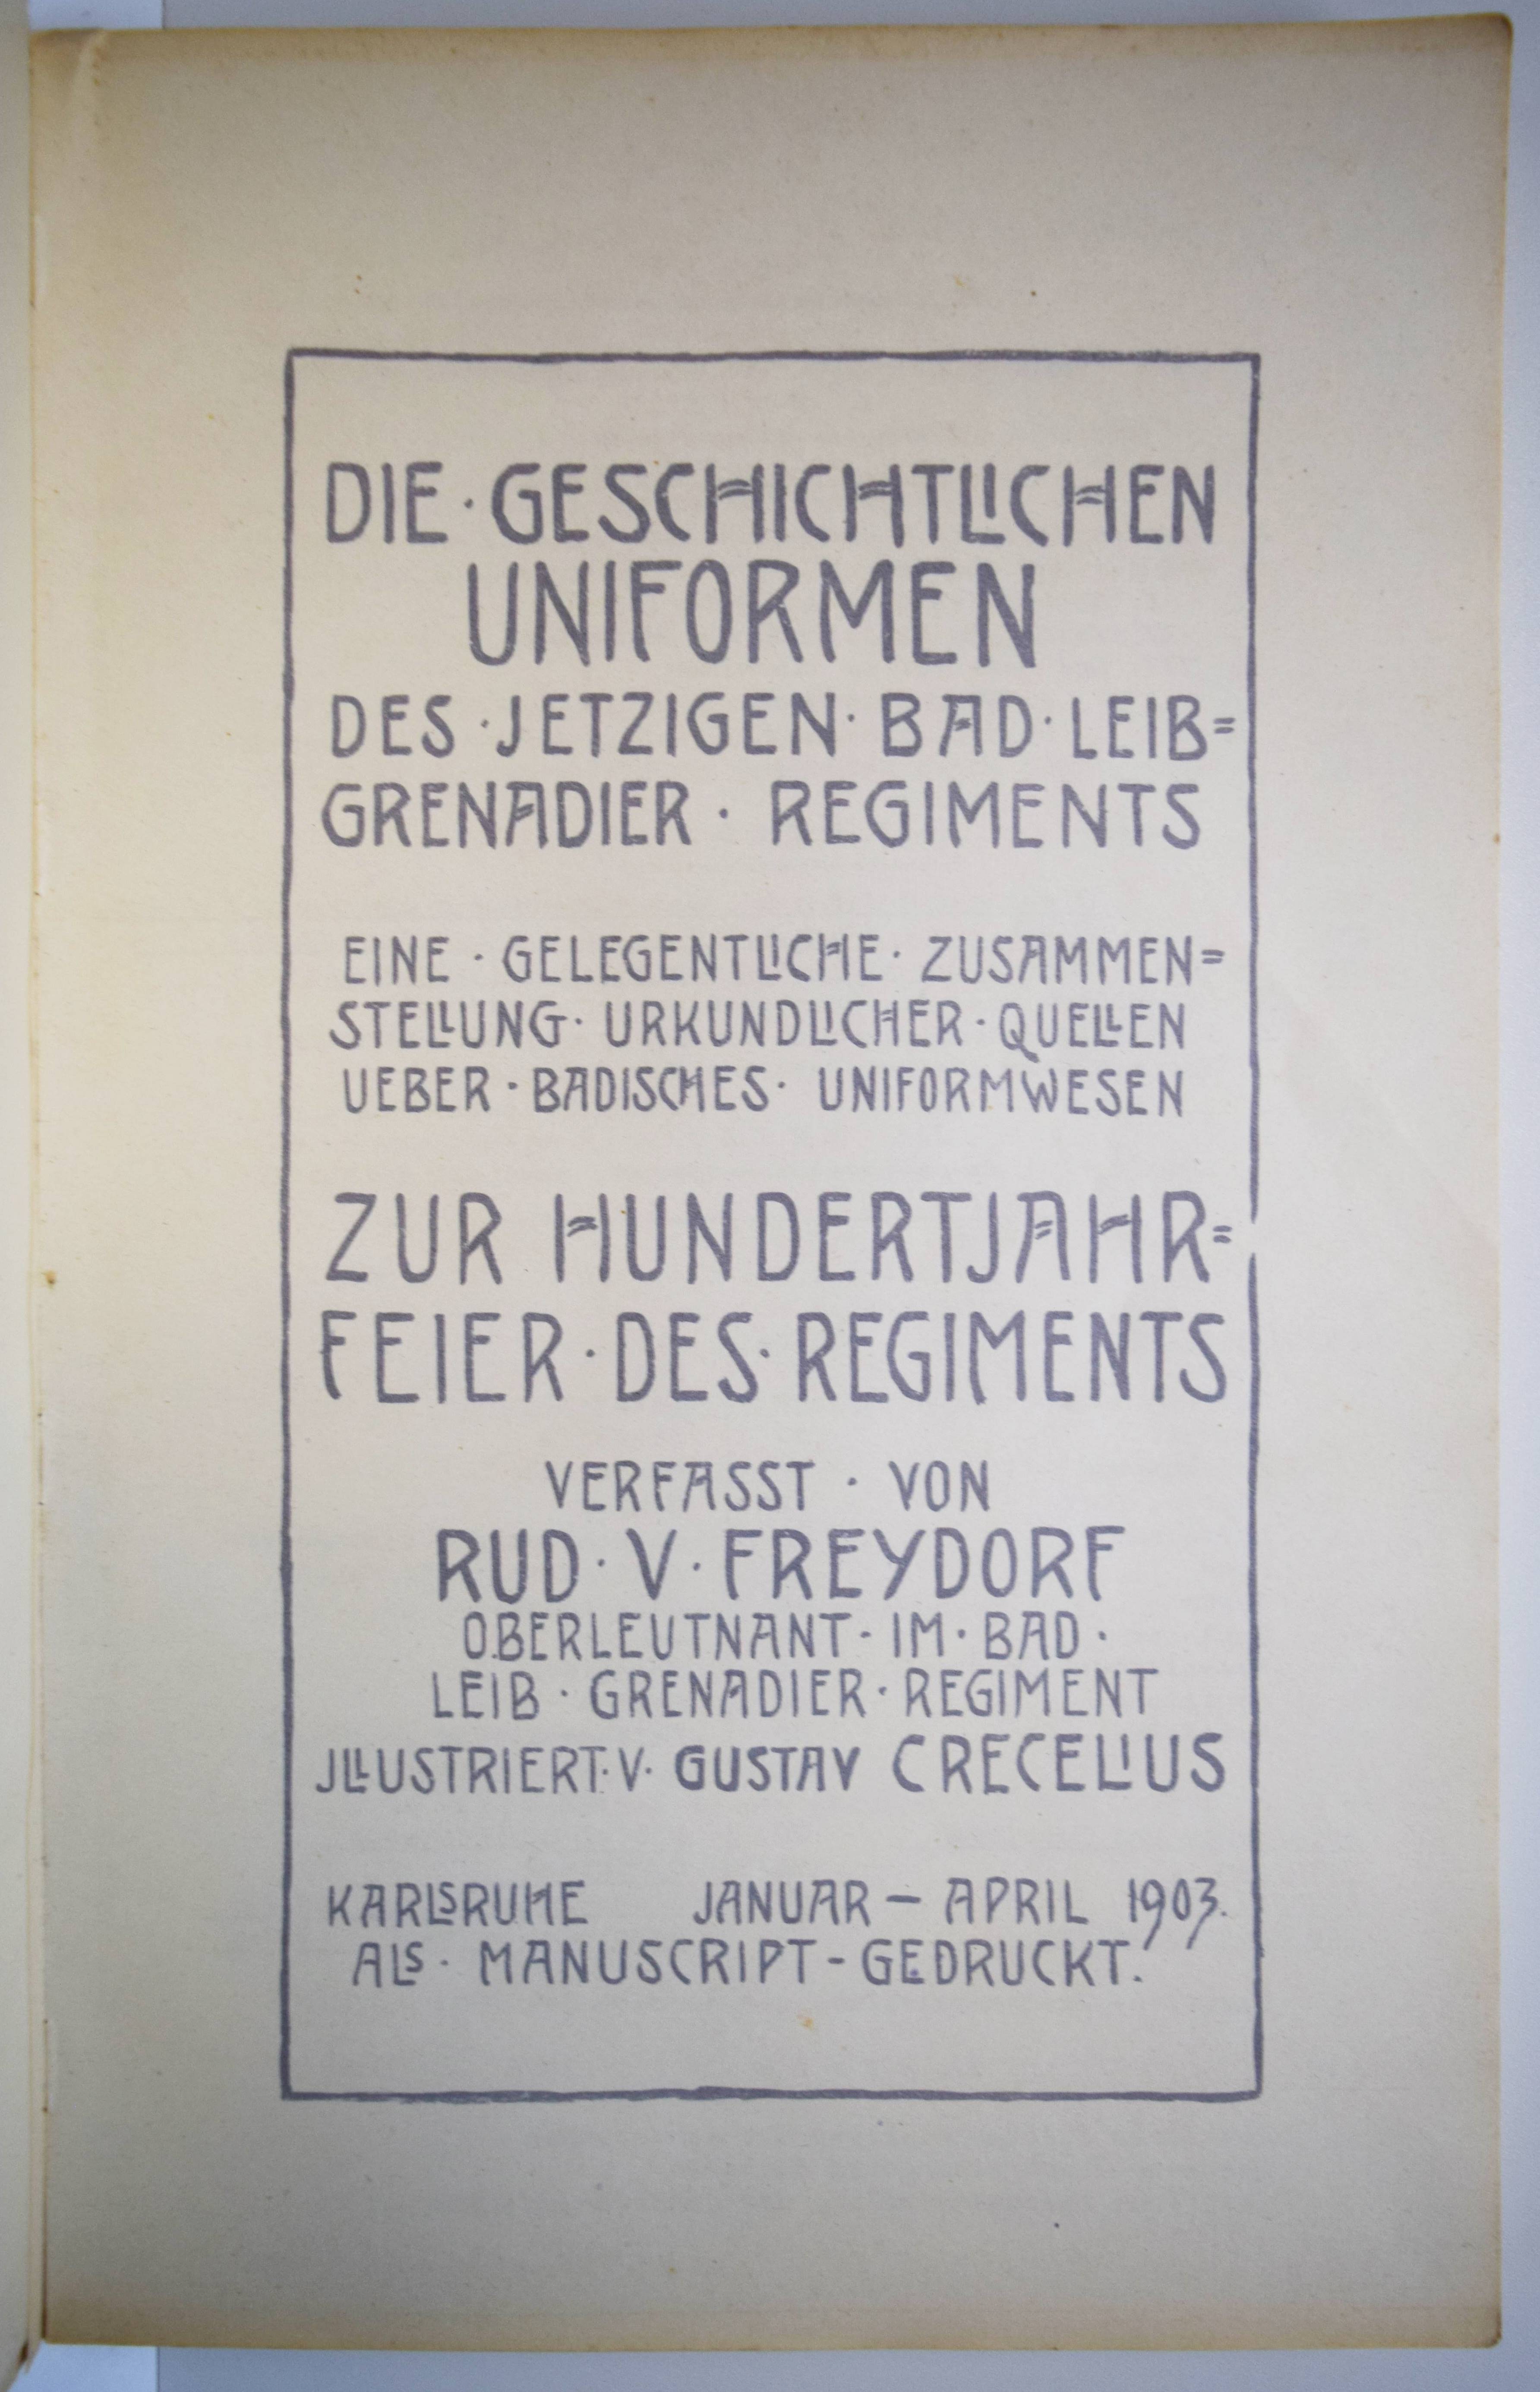 DIE · GESCHICHTLICHEN
UNIFORMEN
DES · JETZIGEN · BAD · LEIB=
GRENADIER · REGIMENTS
EINE · GELEGENTLICHE · ZUSAMMEN=
STELLUNG · URKUNDLICHER · QUELLEN
UEBER · BADISCHES · UNIFORMWESEN
ZUR HUNDERTJAHR=
FEIER · DES · REGIMENTS
VERFASST · VON
RUD · V · FREYDORF
OBERLEUTNANT - IM · BAD ·
LEIB · GRENADIER · REGIMENT
JLLUSTRIERT · V · GUSTAV CRECELIUS
KARLSRUHE JANUAR – APRIL 1903.
ALS · MANUSCRIPT - GEDRUCKT.